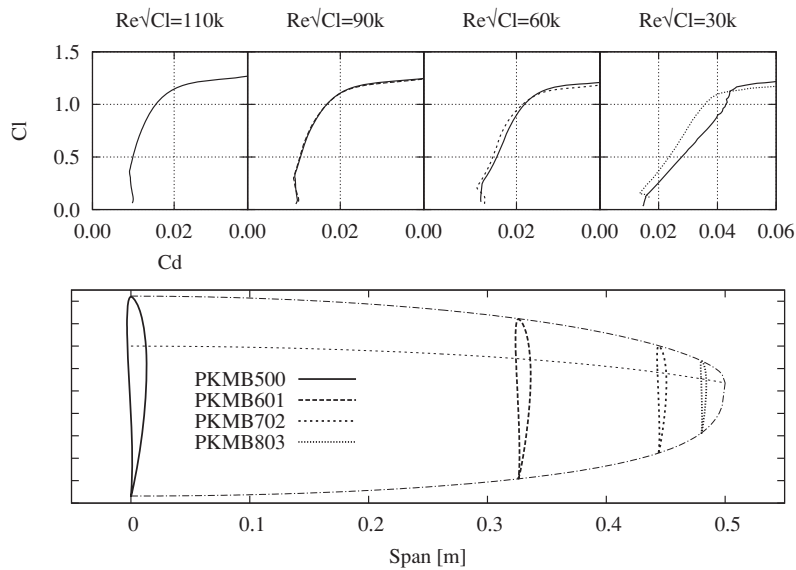 Re√Cl=110k Re√Cl=90k Re√Cl=60k Re√Cl=30k
1.5
1.0
0.5
0.0
Cl
0.00 0.02 0.00 0.02 0.00 0.02 0.00 0.02 0.04 0.06
Cd
PKMB500
PKMB601
PKMB702
PKMB803
0 0.1 0.2 0.3 0.4 0.5
Span [m]